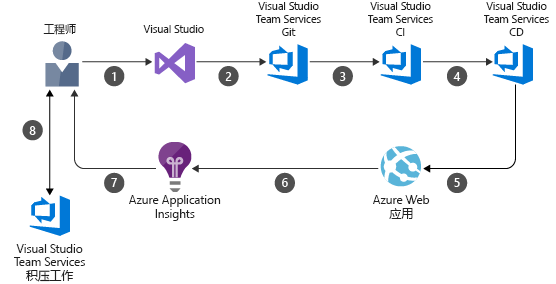 工程师
Visual Studio
Visual Studio
Team Services
Git
Visual Studio
Team Services
CI
Visual Studio
Team Services
CD
1
2
3
4
8
7
6
5
Azure Application
Insights
Azure Web
应用
Visual Studio
Team Services
积压工作